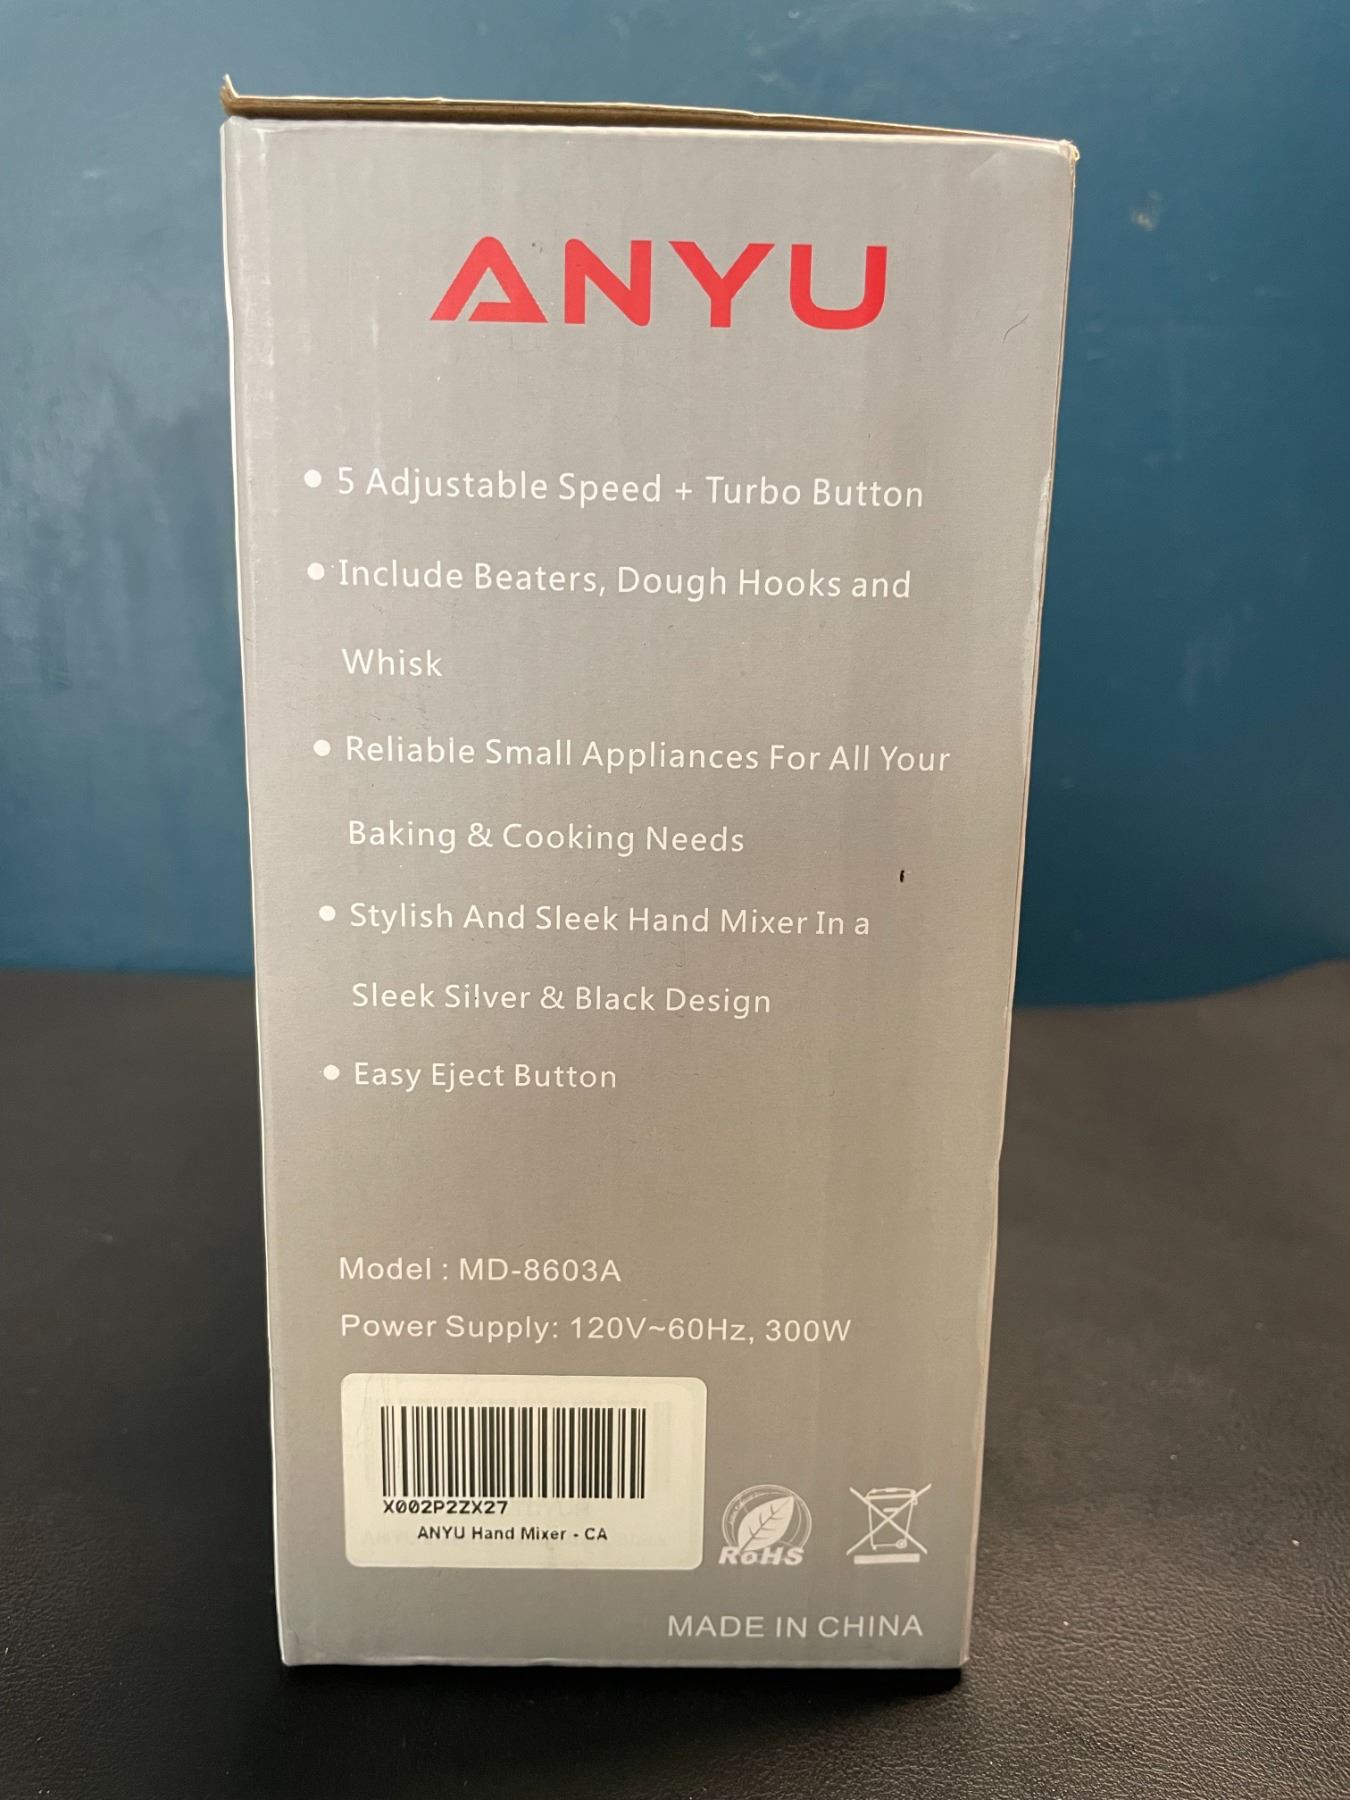 ANYU
● 5 Adjustable Speed + Turbo Button
● Include Beaters, Dough Hooks and
Whisk
● Reliable Small Appliances For All Your
Baking & Cooking Needs
● Stylish And Sleek Hand Mixer In a
Sleek Silver & Black Design
● Easy Eject Button
Model : MD-8603A
Power Supply: 120V~60Hz, 300W
X002P2ZX27
ANYU Hand Mixer - CA
RoHS
MADE IN CHINA